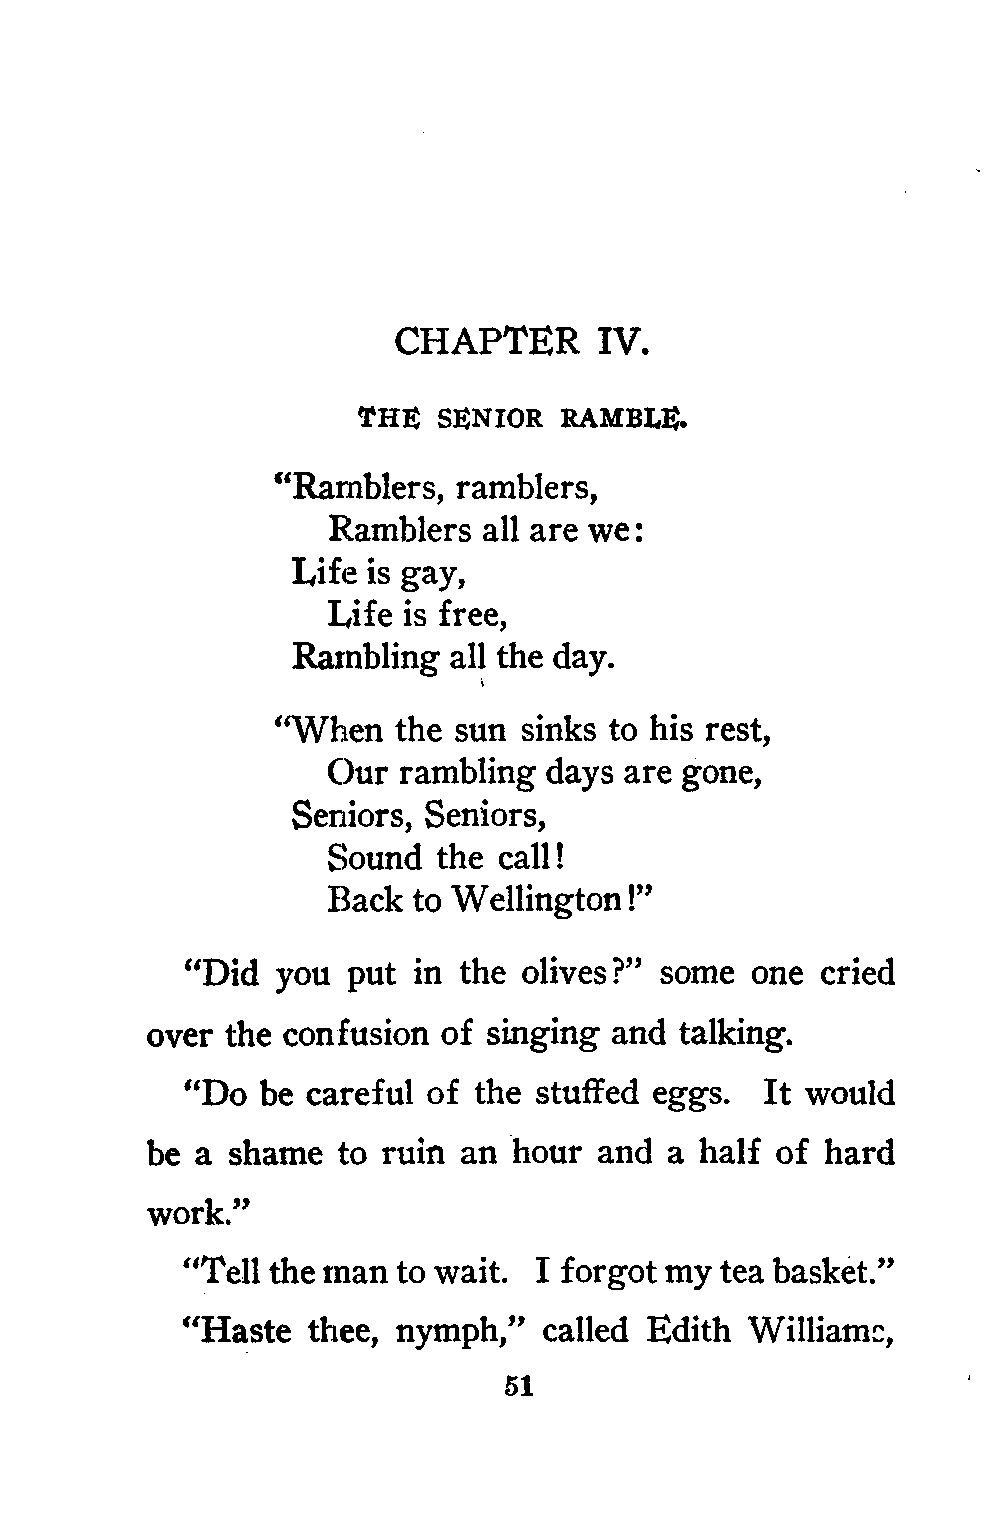 CHAPTER IV.
THE SENIOR RAMBLE.
“Ramblers, ramblers,
Ramblers all are we:
Life is gay,
Life is free,
Rambling all the day.
“When the sun sinks to his rest,
Our rambling days are gone,
Seniors, Seniors,
Sound the call!
Back to Wellington!”
“Did you put in the olives?” some one cried
over the confusion of singing and talking.
“Do be careful of the stuffed eggs. It would
be a shame to ruin an hour and a half of hard
work.”
“Tell the man to wait. I forgot my tea basket.”
“Haste thee, nymph,” called Edith Williams,
51